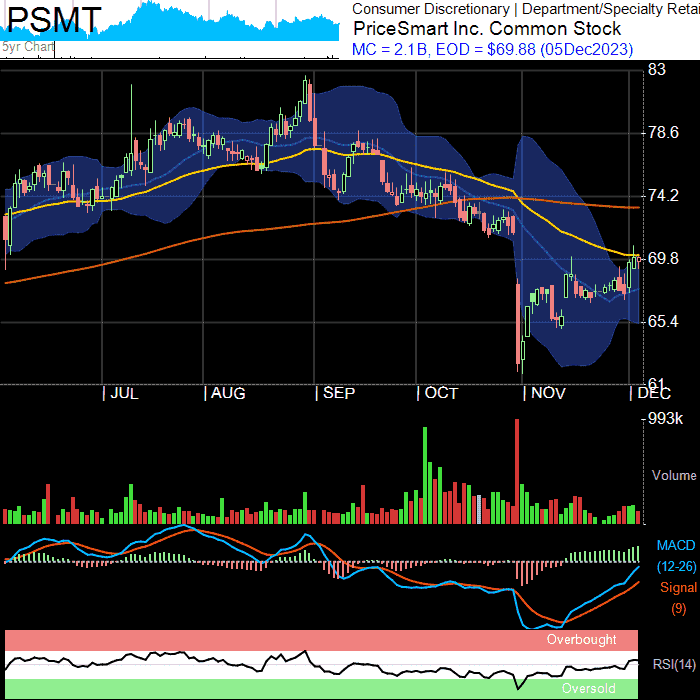 PSMT
5yr Chart
Consumer Discretionary | Department/Specialty Retai
PriceSmart Inc. Common Stock
MC = 2.1B, EOD = $69.88 (05Dec2023)
83
78.6
74.2
69.8
65.4
61
| JUL | AUG | SEP | OCT | NOV | DEC
993k
Volume
MACD
(12-26)
Signal
(9)
Overbought
RSI(14)
Oversold